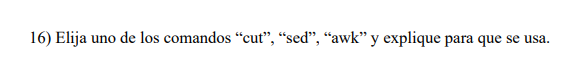 16) Elija uno de los comandos “cut”, “sed”, “awk” y explique para que se usa.